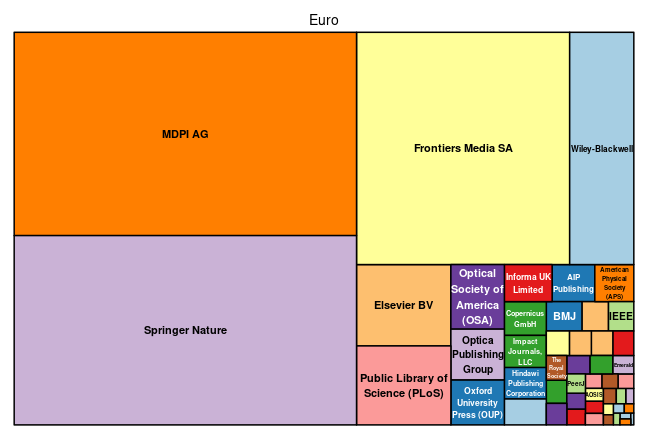 Euro
MDPI AG
Springer Nature
Frontiers Media SA
Wiley-Blackwell
Elsevier BV
Public Library of
Science (PLoS)
Optical
Society of
America
(OSA)
Optica
Publishing
Group
Oxford
University
Press (OUP)
Informa UK
Limited
AIP
Publishing
American
Physical
Society
(APS)
Copernicus
GmbH
BMJ
IEEE
Impact
Journals,
LLC
Hindawi
Publishing
Corporation
The
Royal
Society
Emerald
PeerJ
AOSIS